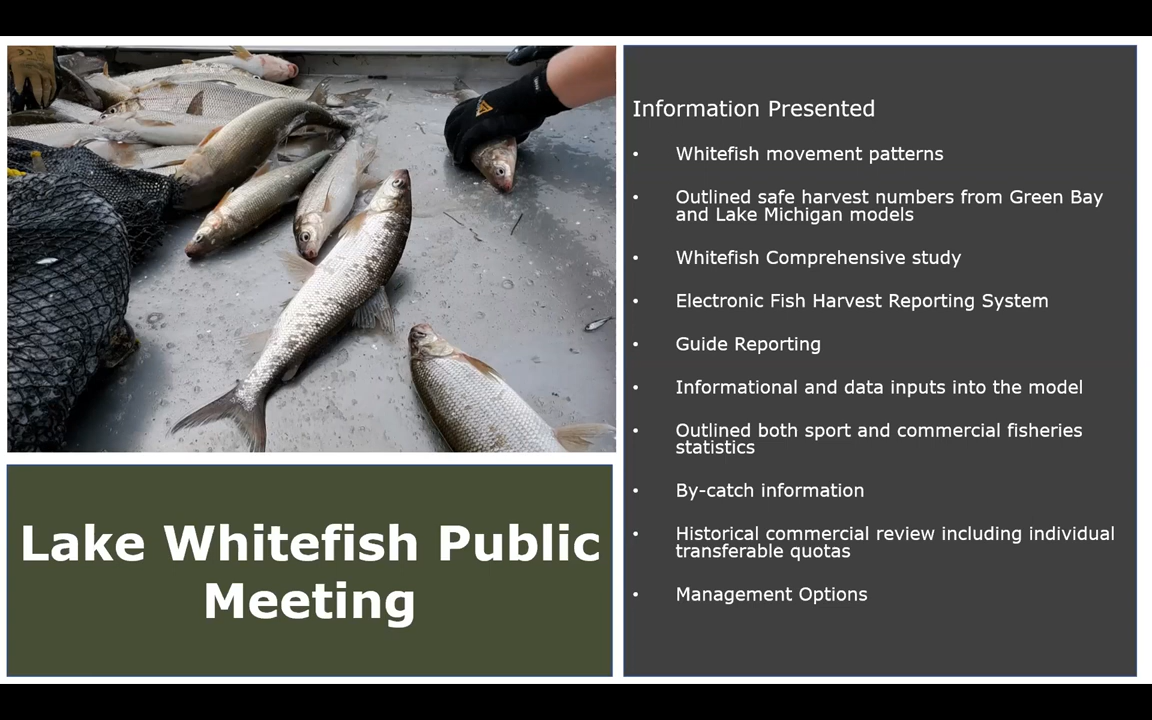 Information Presented
• Whitefish movement patterns
• Outlined safe harvest numbers from Green Bay
and Lake Michigan models
• Whitefish Comprehensive study
• Electronic Fish Harvest Reporting System
• Guide Reporting
• Informational and data inputs into the model
• Outlined both sport and commercial fisheries
statistics
• By-catch information
• Historical commercial review including individual
transferable quotas
• Management Options
Lake Whitefish Public
Meeting